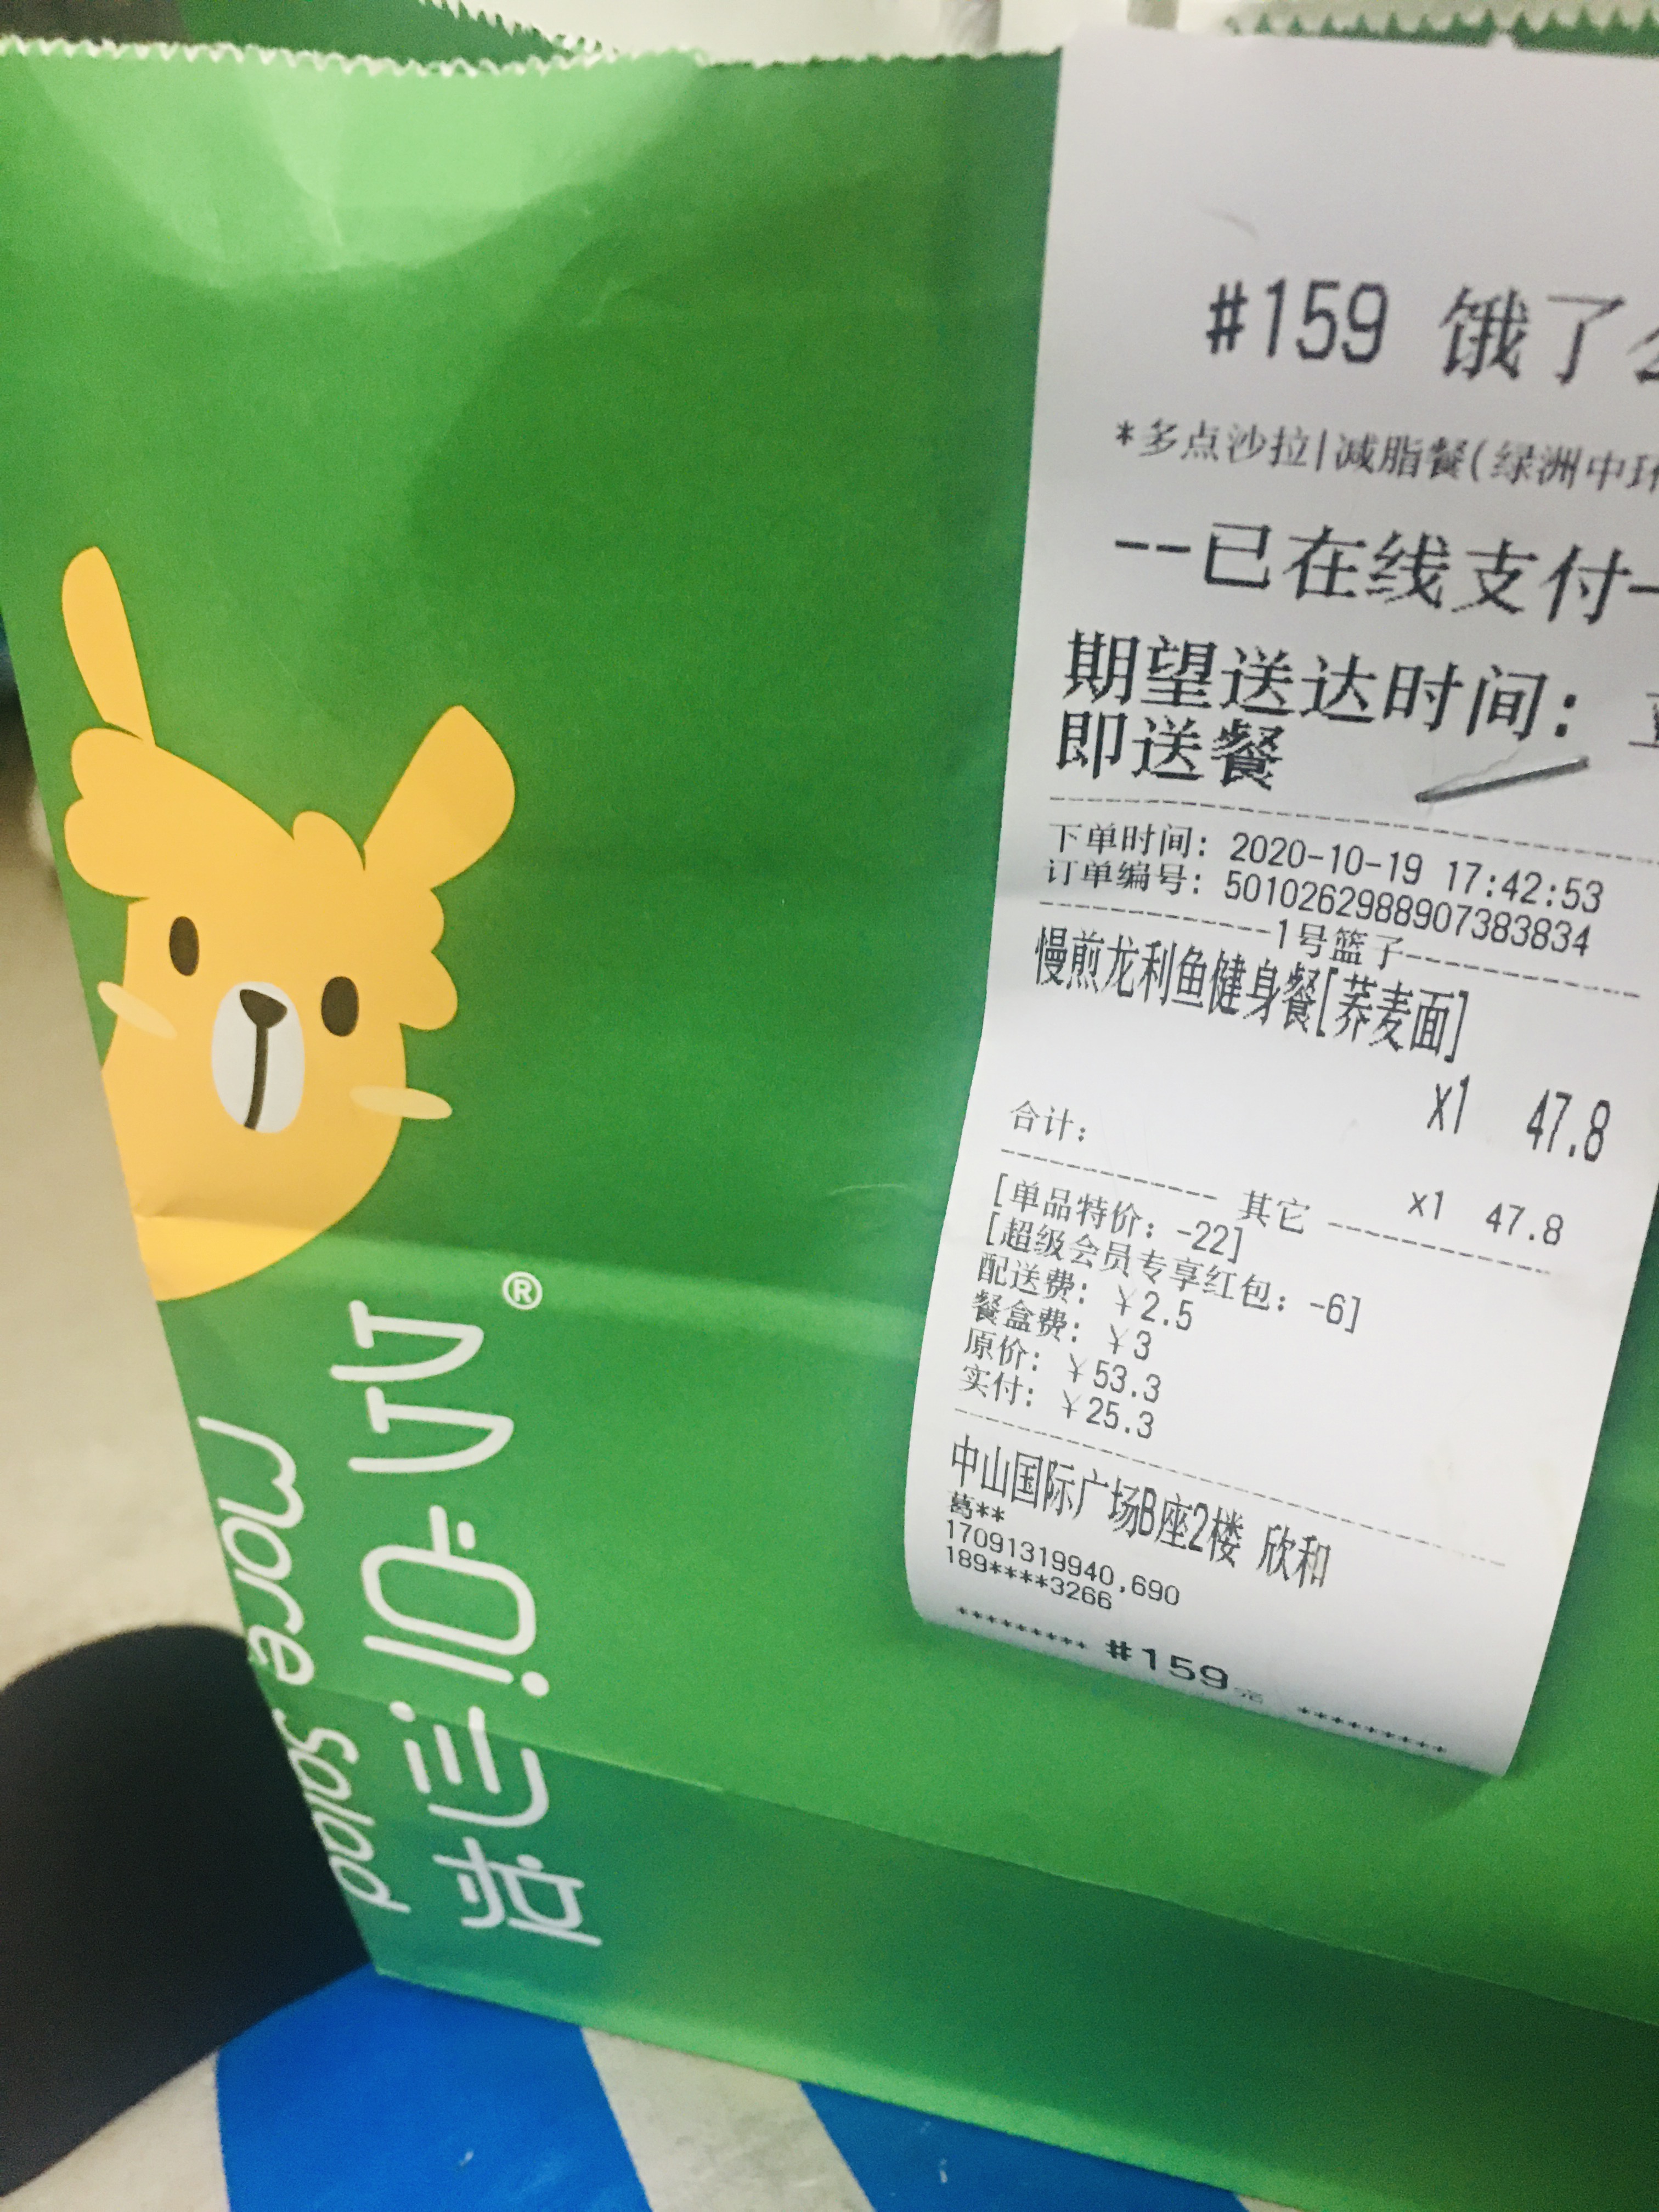 #159 饿了
*多点沙拉|减脂餐(绿洲中环
--已在线支付-
期望送达时间:
即送餐
下单时间: 2020-10-19 17:42:53
订单编号: 5010262988907383834
------------1号篮子------------
慢煎龙利鱼健身餐[荞麦面]
x1 47.8
合计: x1 47.8
------------ 其它 ------------
[单品特价: -22]
[超级会员专享红包: -6]
配送费: ¥2.5
餐盒费: ¥3
原价: ¥53.3
实付: ¥25.3
中山国际广场B座2楼 欣和
葛**
17091319940,690
189****3266
********* #159 *********
多点沙拉®
More Salad